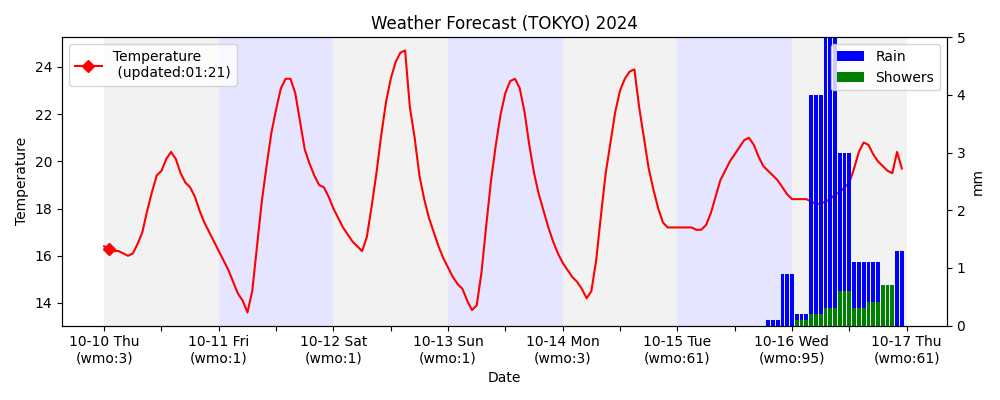 Weather Forecast (TOKYO) 2024
Temperature
(updated:01:21)
Rain
Showers
Temperature
24
22
20
18
16
14
5
4
3
2
1
0
mm
10-10 Thu
(wmo:3)
10-11 Fri
(wmo:1)
10-12 Sat
(wmo:1)
10-13 Sun
(wmo:1)
10-14 Mon
(wmo:3)
10-15 Tue
(wmo:61)
10-16 Wed
(wmo:95)
10-17 Thu
(wmo:61)
Date